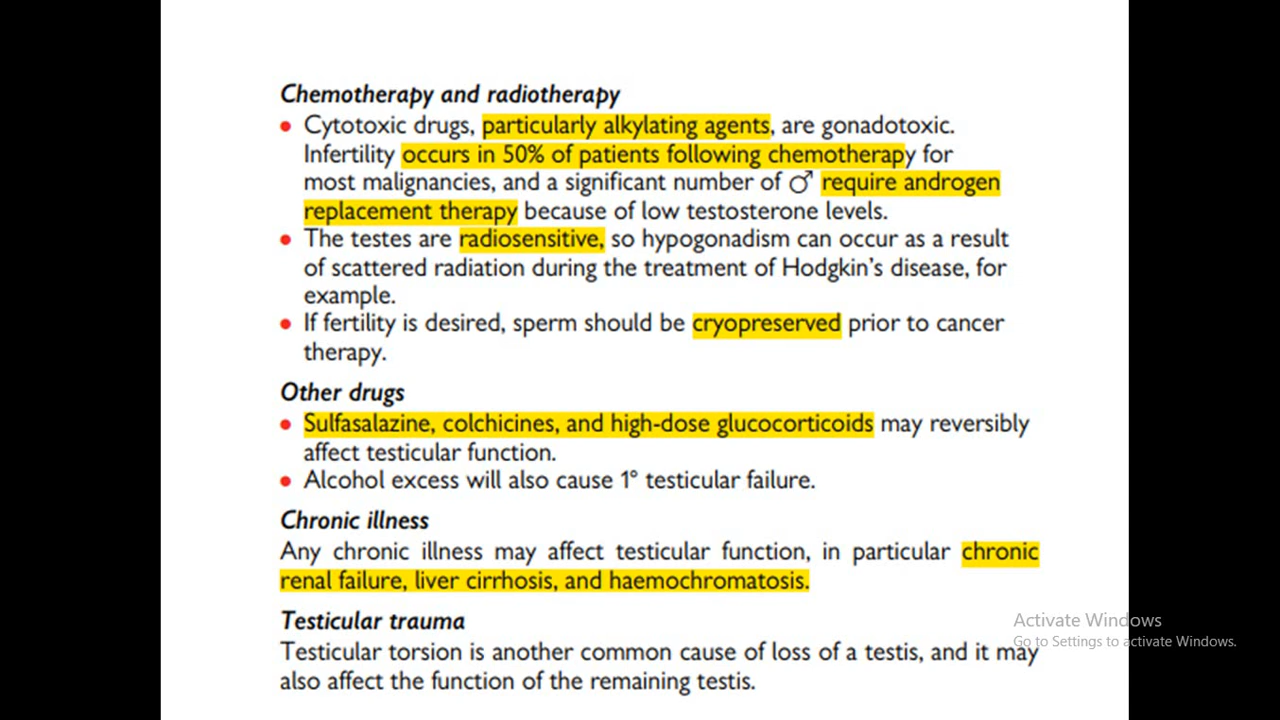 Chemotherapy and radiotherapy
• Cytotoxic drugs, particularly alkylating agents, are gonadotoxic.
Infertility occurs in 50% of patients following chemotherapy for
most malignancies, and a significant number of ♂ require androgen
replacement therapy because of low testosterone levels.
• The testes are radiosensitive, so hypogonadism can occur as a result
of scattered radiation during the treatment of Hodgkin's disease, for
example.
• If fertility is desired, sperm should be cryopreserved prior to cancer
therapy.
Other drugs
• Sulfasalazine, colchicines, and high-dose glucocorticoids may reversibly
affect testicular function.
• Alcohol excess will also cause 1° testicular failure.
Chronic illness
Any chronic illness may affect testicular function, in particular chronic
renal failure, liver cirrhosis, and haemochromatosis.
Testicular trauma
Testicular torsion is another common cause of loss of a testis, and it may
also affect the function of the remaining testis.
Activate Windows
Go to Settings to activate Windows.